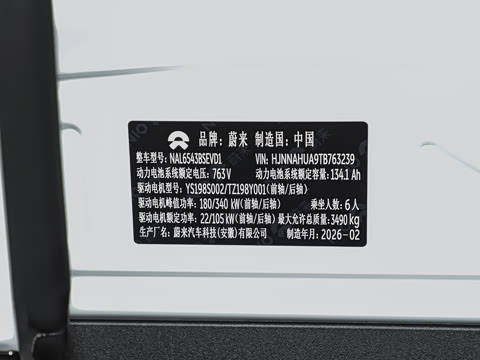 品牌: 蔚来 制造国: 中国
整车型号: NAL6543BSEVD1 VIN: HJNNAHUA9TB763239
动力电池系统额定电压: 763V 动力电池系统额定容量: 134.1 Ah
驱动电机型号: YS198S002/TZ198Y001(前轴/后轴)
驱动电机峰值功率: 180/340 kW(前轴/后轴) 乘坐人数: 6人
驱动电机额定功率: 22/105 kW(前轴/后轴) 最大允许总质量: 3490 kg
生产厂名: 蔚来汽车科技(安徽)有限公司 制造年月: 2026-02